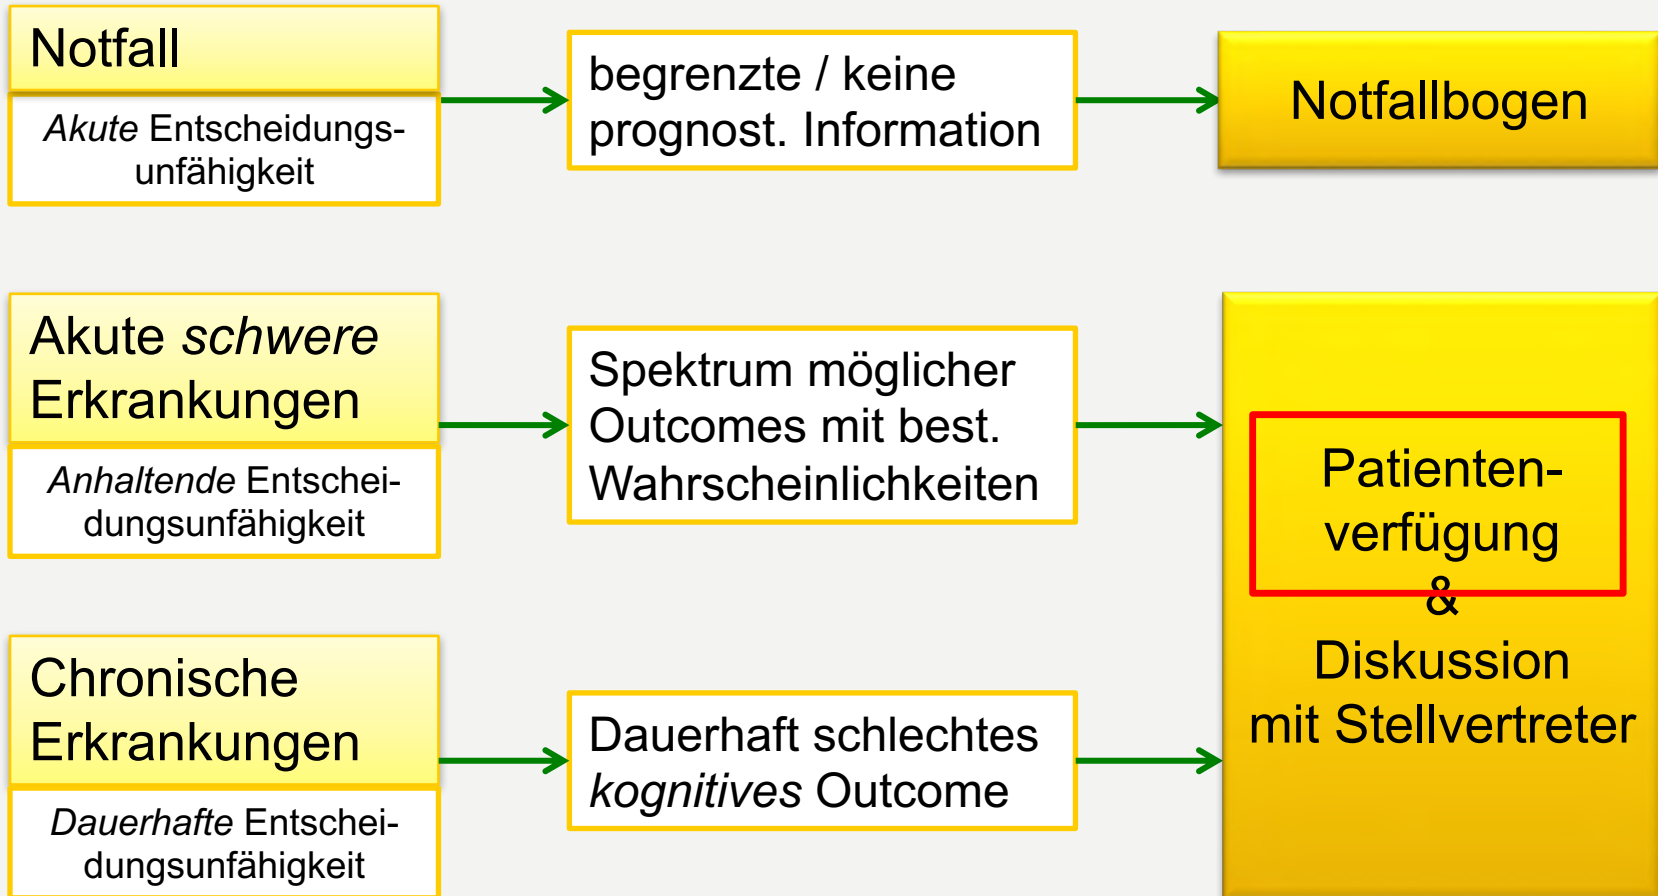 Notfall
Akute Entscheidungs-
unfähigkeit
begrenzte / keine
prognost. Information
Notfallbogen
Akute schwere
Erkrankungen
Anhaltende Entschei-
dungsunfähigkeit
Spektrum möglicher
Outcomes mit best.
Wahrscheinlichkeiten
Patienten-
verfügung
&
Diskussion
mit Stellvertreter
Chronische
Erkrankungen
Dauerhafte Entschei-
dungsunfähigkeit
Dauerhaft schlechtes
kognitives Outcome